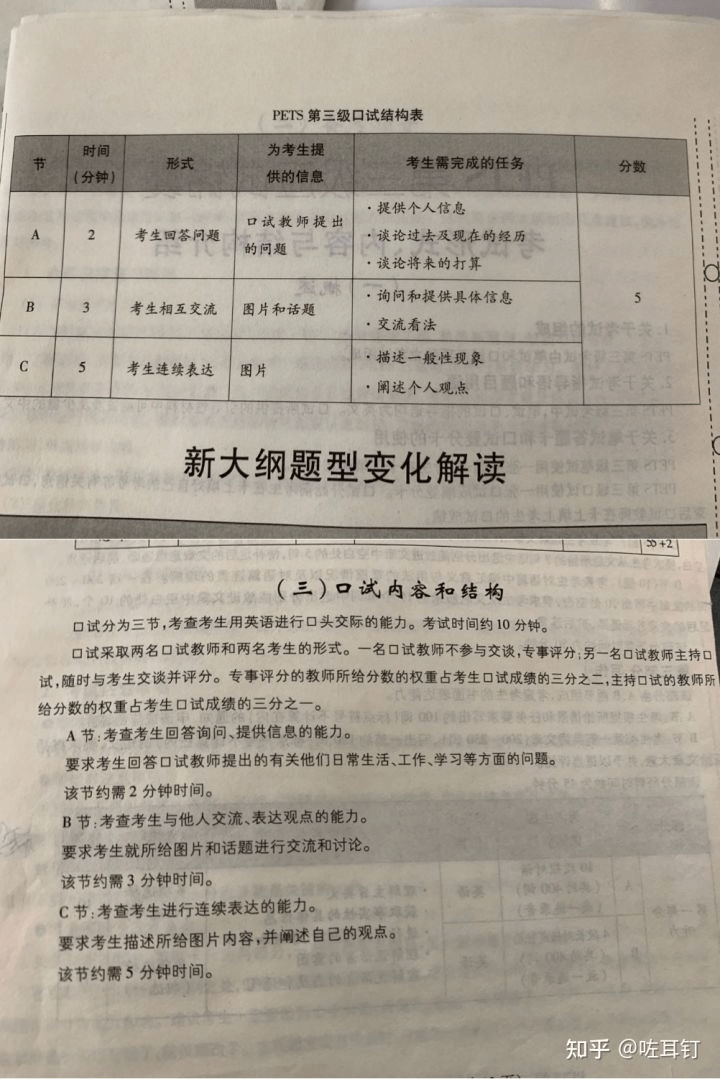 PETS 第三级口试结构表
节 时间(分钟) 形式 为考生提供的信息 考生需完成的任务 分数
A 2 考生回答问题 口试教师提出的问题 ·提供个人信息
·谈论过去及现在的经历
·谈论将来的打算
B 3 考生相互交流 图片和话题 ·询问和提供具体信息
·交流看法
5
C 5 考生连续表达 图片 ·描述一般性现象
·阐述个人观点
新大纲题型变化解读
55+2
(三)口试内容和结构
口试分为三节,考查考生用英语进行口头交际的能力。考试时间约 10 分钟。
口试采取两名口试教师和两名考生的形式。一名口试教师不参与交谈,专事评分;另一名口试教师主持口
试,随时与考生交谈并评分。专事评分的教师所给分数的权重占考生口试成绩的三分之二,主持口试的教师所
给分数的权重占考生口试成绩的三分之一。
A 节:考查考生回答询问、提供信息的能力。
要求考生回答口试教师提出的有关他们日常生活、工作、学习等方面的问题。
该节约需 2 分钟时间。
B 节:考查考生与他人交流、表达观点的能力。
要求考生就所给图片和话题进行交流和讨论。
该节约需 3 分钟时间。
C 节:考查考生进行连续表达的能力。
要求考生描述所给图片内容,并阐述自己的观点。
该节约需 5 分钟时间。
知乎 @咗耳钉